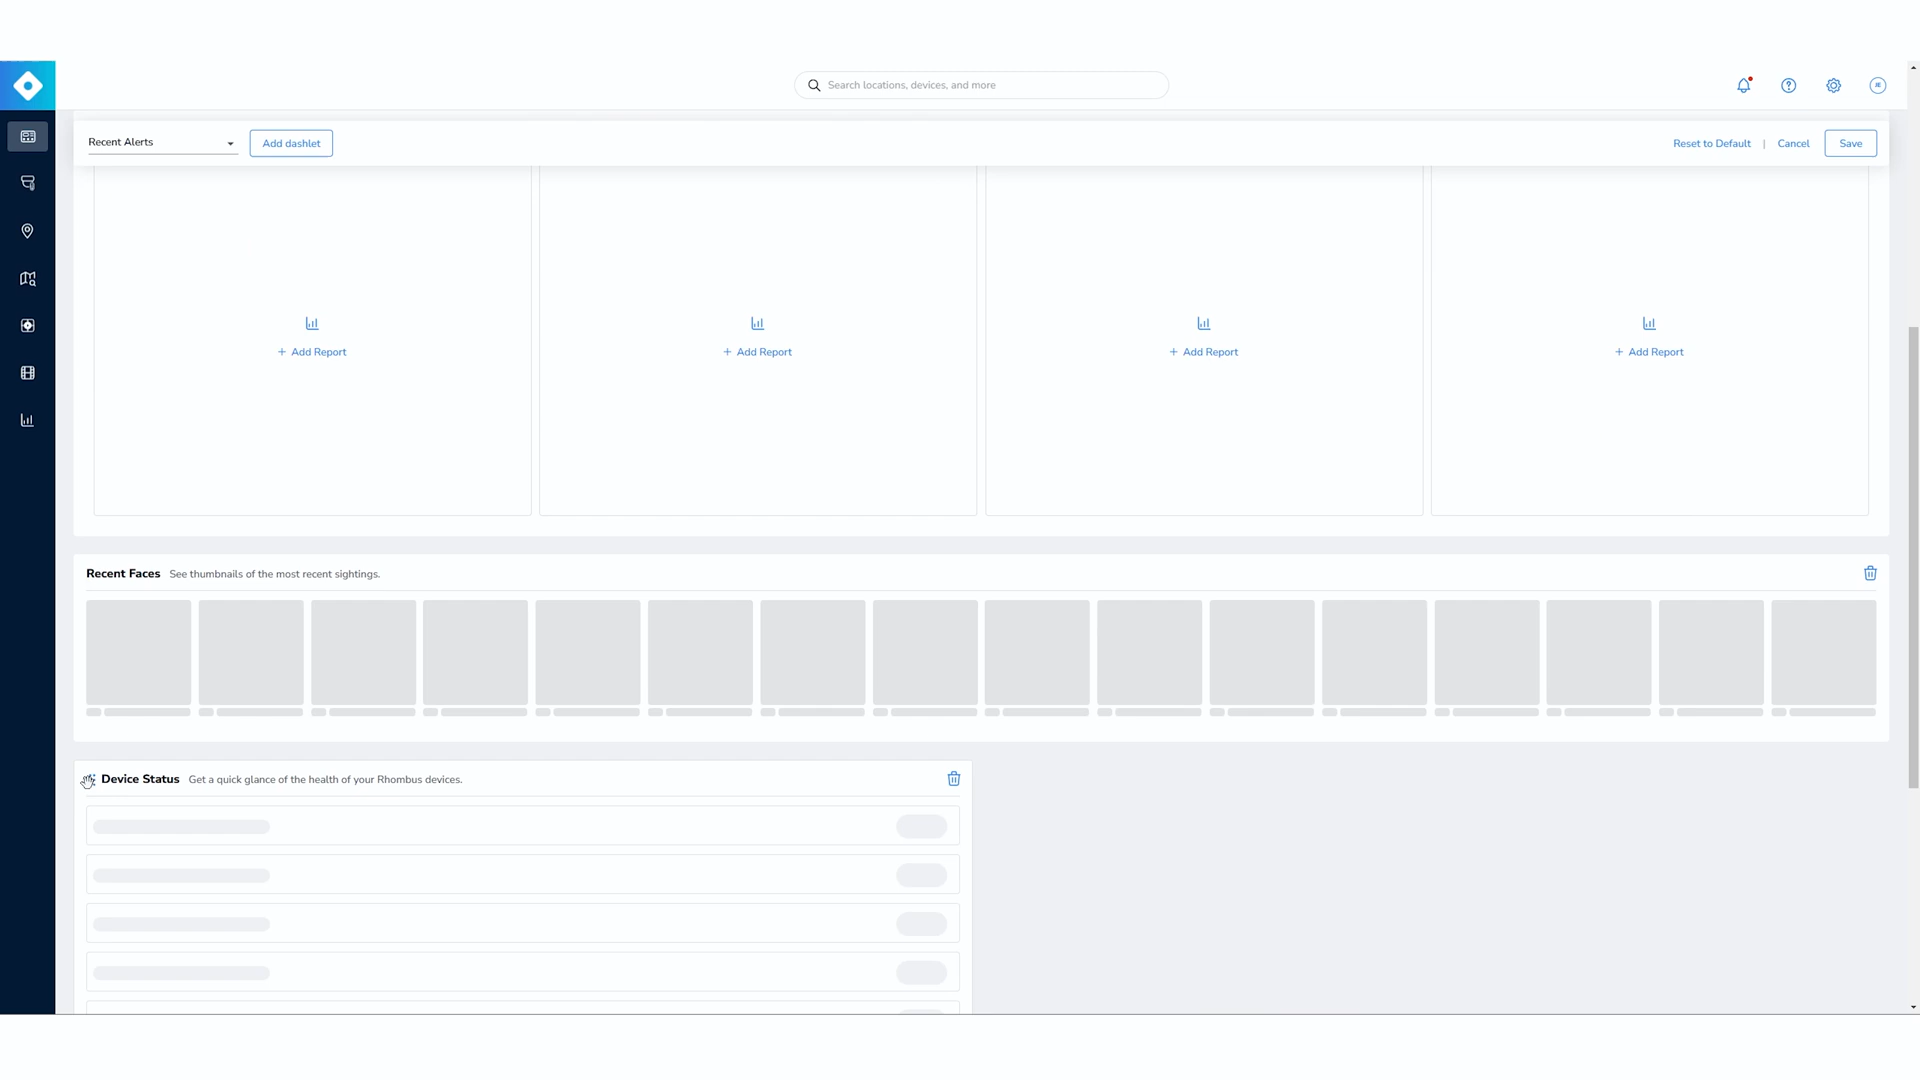 Search locations, devices, and more
Recent Alerts
Add dashlet
Reset to Default | Cancel
Save
+ Add Report
+ Add Report
+ Add Report
+ Add Report
Recent Faces See thumbnails of the most recent sightings.
Device Status Get a quick glance of the health of your Rhombus devices.